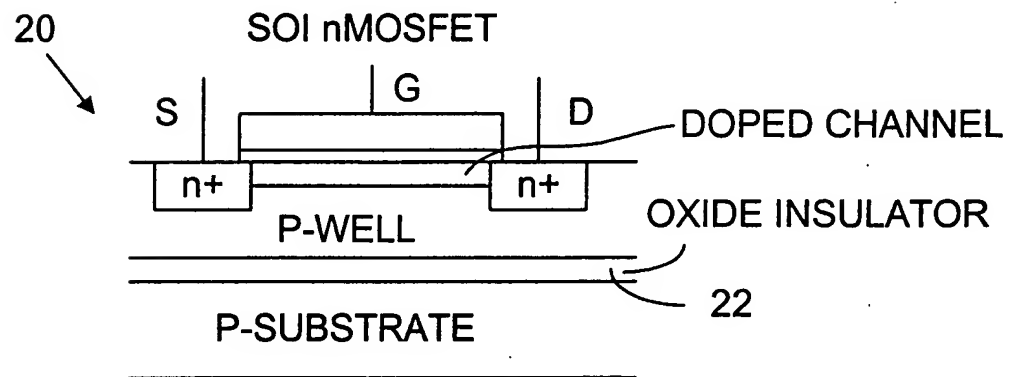 20
SOI nMOSFET
S
G
D
DOPED CHANNEL
n+
n+
OXIDE INSULATOR
P-WELL
22
P-SUBSTRATE